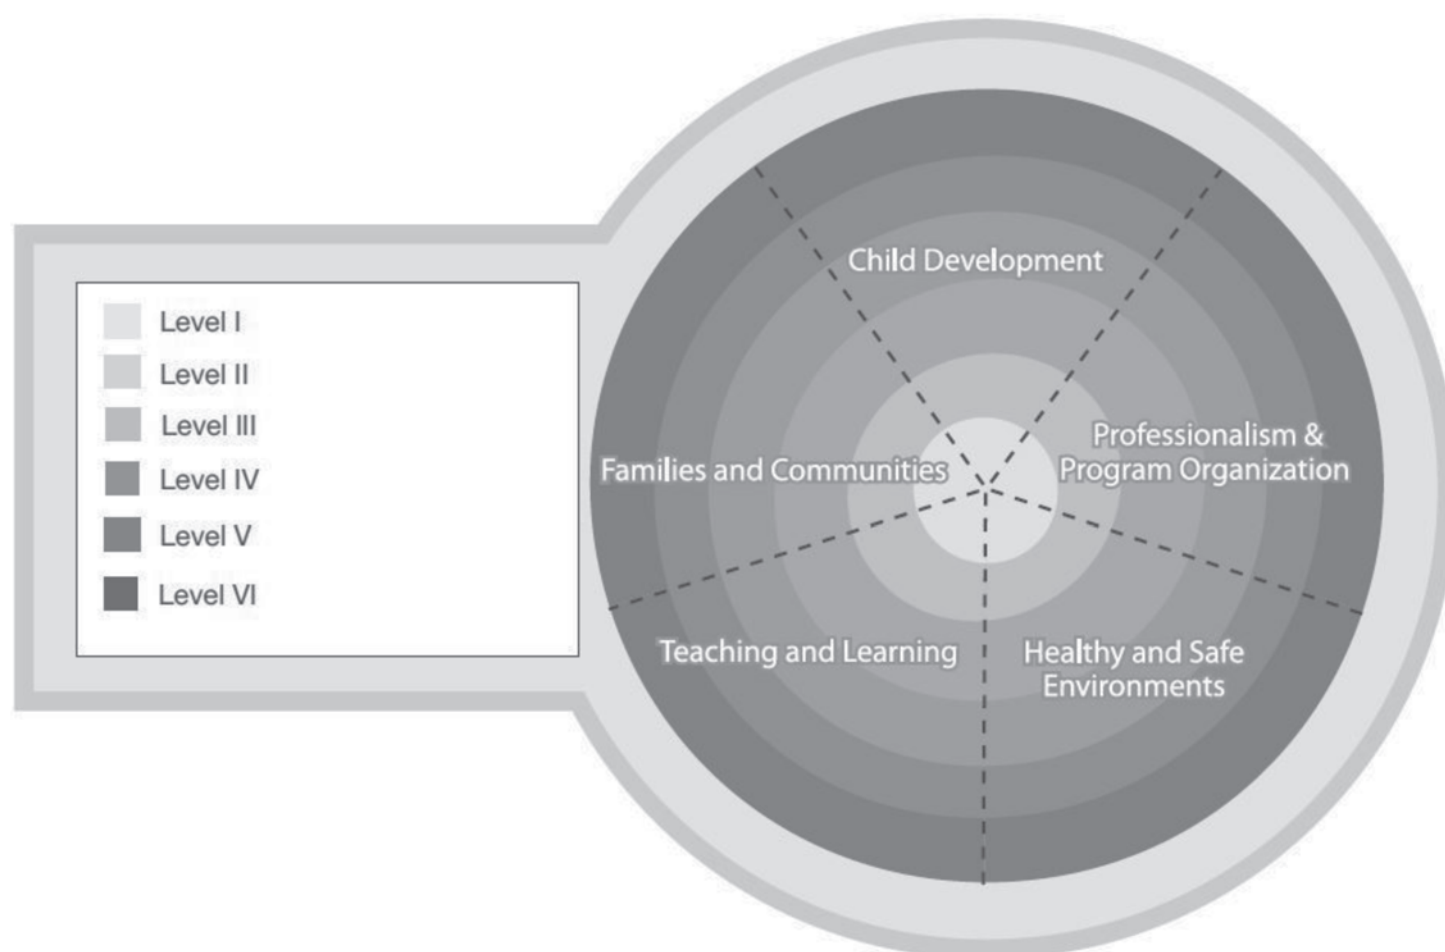 Level I
Level II
Level III
Level IV
Level V
Level VI
Child Development
Professionalism &
Program Organization
Families and Communities
Teaching and Learning
Healthy and Safe
Environments